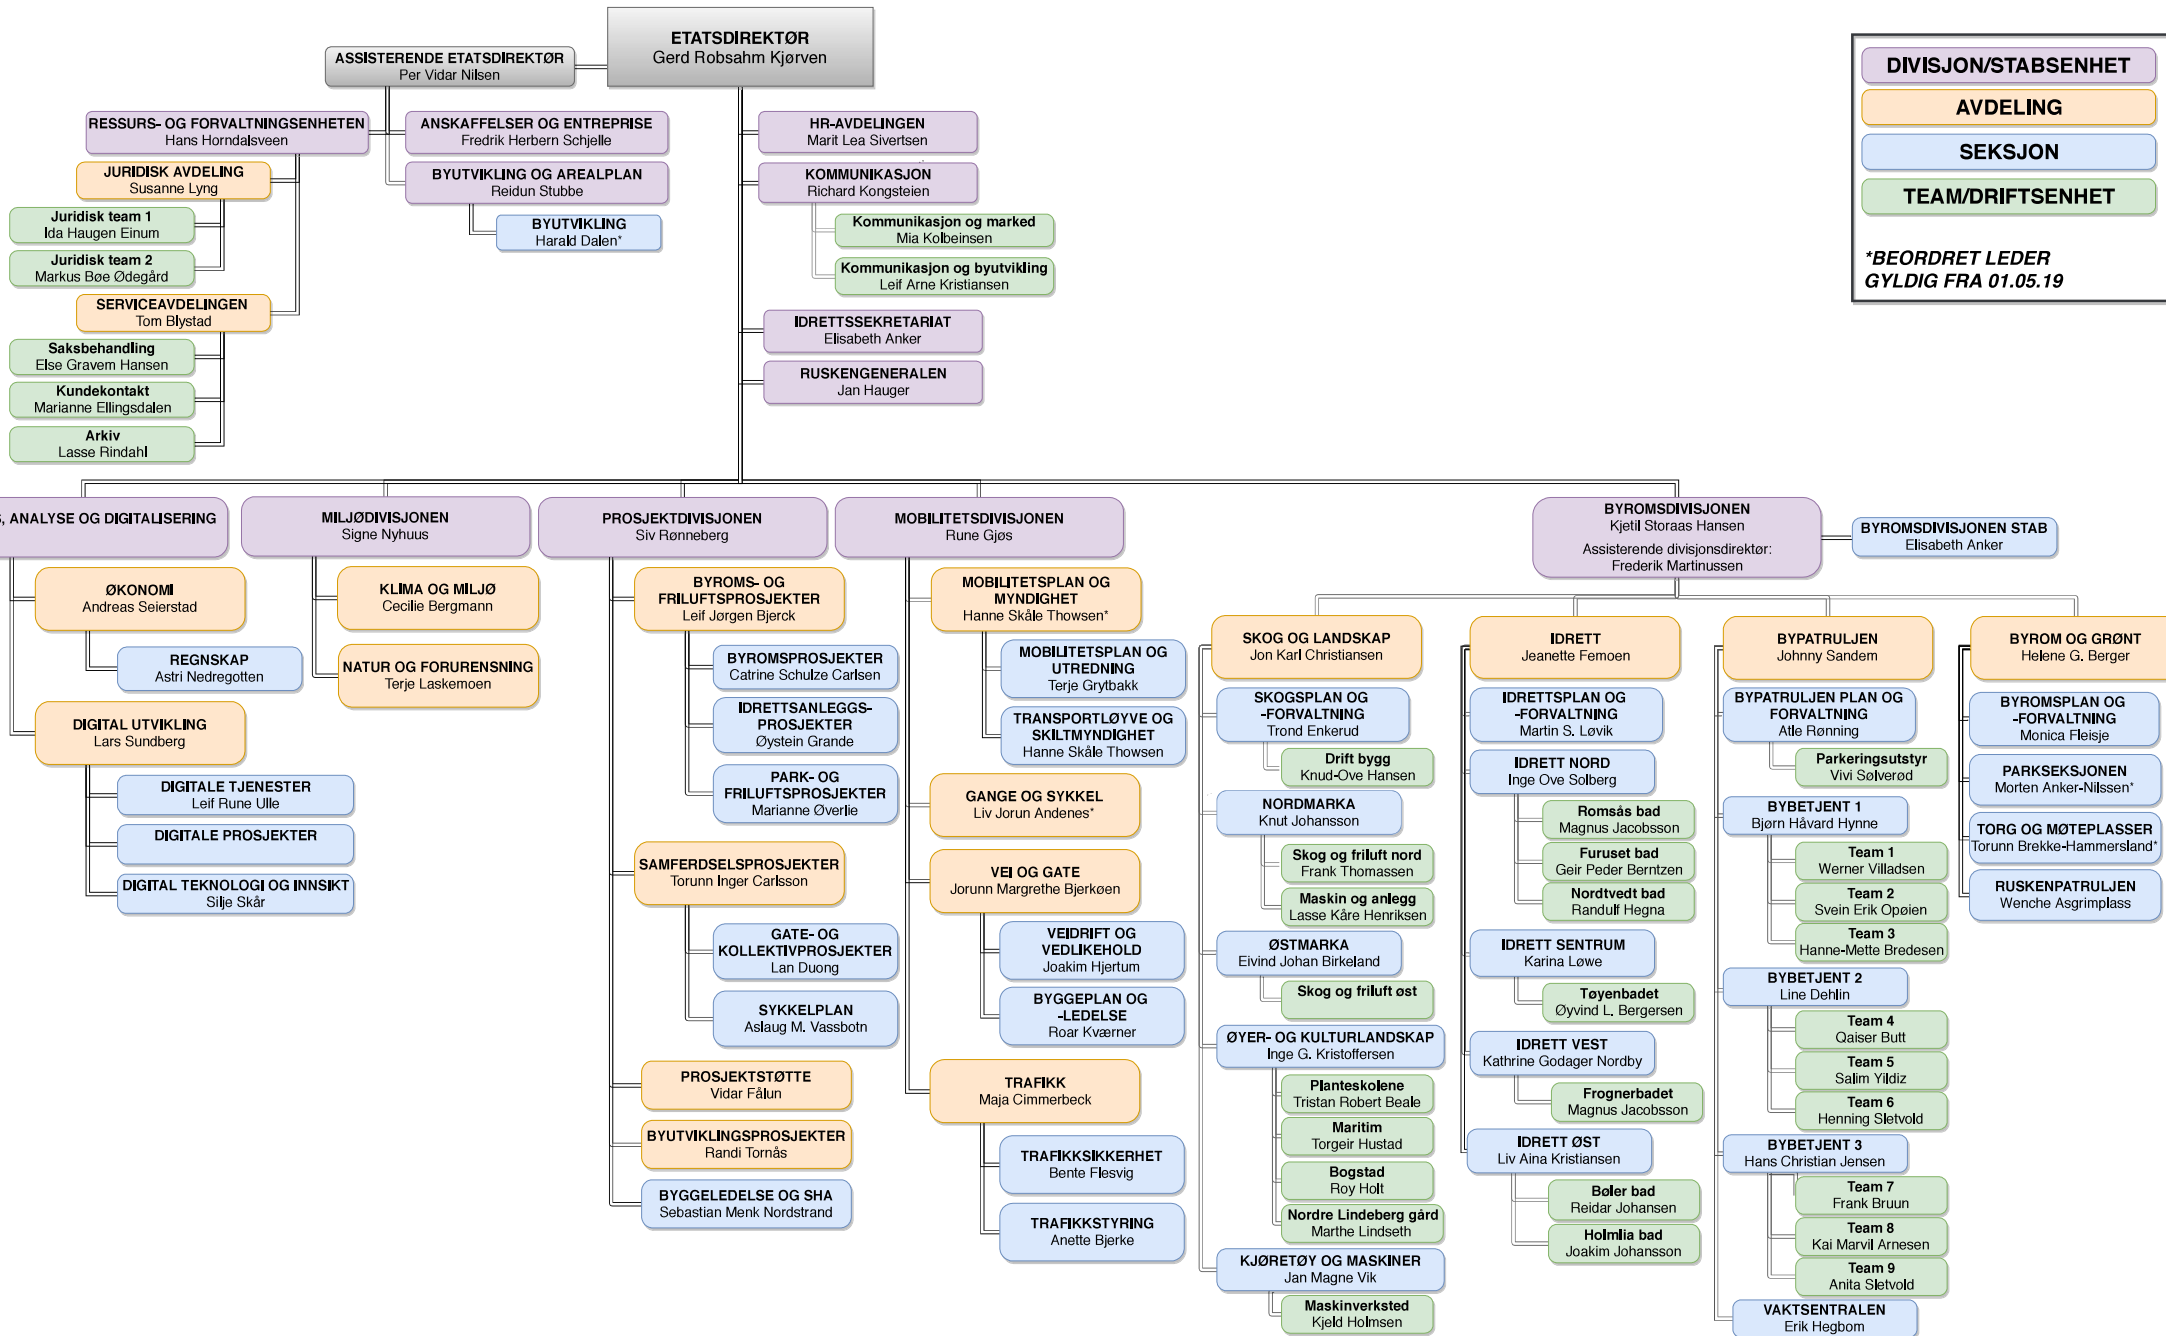 ETATSDIREKTØR
Gerd Robsahm Kjørven
ASSISTERENDE ETATSDIREKTØR
Per Vidar Nilsen
DIVISJON/STABSENHET
AVDELING
SEKSJON
TEAM/DRIFTSENHET
*BEORDRET LEDER
GYLDIG FRA 01.05.19
RESSURS- OG FORVALTNINGSENHETEN
Hans Horndalsveen
JURIDISK AVDELING
Susanne Lyng
Juridisk team 1
Ida Haugen Einum
Juridisk team 2
Markus Bøe Ødegård
SERVICEAVDELINGEN
Tom Blystad
Saksbehandling
Else Gravem Hansen
Kundekontakt
Marianne Ellingsdalen
Arkiv
Lasse Rindahl
ANSKAFFELSER OG ENTREPRISE
Fredrik Herbern Schjelle
BYUTVIKLING OG AREALPLAN
Reidun Stubbe
BYUTVIKLING
Harald Dalen*
HR-AVDELINGEN
Marit Lea Sivertsen
KOMMUNIKASJON
Richard Kongsteien
Kommunikasjon og marked
Mia Kolbeinsen
Kommunikasjon og byutvikling
Leif Arne Kristiansen
IDRETTSSEKRETARIAT
Elisabeth Anker
RUSKENGENERALEN
Jan Hauger
, ANALYSE OG DIGITALISERING
ØKONOMI
Andreas Seierstad
REGNSKAP
Astri Nedregotten
DIGITAL UTVIKLING
Lars Sundberg
DIGITALE TJENESTER
Leif Rune Ulle
DIGITALE PROSJEKTER
DIGITAL TEKNOLOGI OG INNSIKT
Silje Skår
MILJØDIVISJONEN
Signe Nyhuus
KLIMA OG MILJØ
Cecilie Bergmann
NATUR OG FORURENSNING
Terje Laskemoen
PROSJEKTDIVISJONEN
Siv Rønneberg
BYROMS- OG
FRILUFTSPROSJEKTER
Leif Jørgen Bjerck
BYROMSPROSJEKTER
Catrine Schulze Carlsen
IDRETTSANLEGGS-
PROSJEKTER
Øystein Grande
PARK- OG
FRILUFTSPROSJEKTER
Marianne Øverlie
SAMFERDSELSPROSJEKTER
Torunn Inger Carlsson
GATE- OG
KOLLEKTIVPROSJEKTER
Lan Duong
SYKKELPLAN
Aslaug M. Vassbotn
PROSJEKTSTØTTE
Vidar Fålun
BYUTVIKLINGSPROSJEKTER
Randi Tornås
BYGGELEDELSE OG SHA
Sebastian Menk Nordstrand
MOBILITETSDIVISJONEN
Rune Gjøs
MOBILITETSPLAN OG
MYNDIGHET
Hanne Skåle Thowsen*
MOBILITETSPLAN OG
UTREDNING
Terje Grytbakk
TRANSPORTLØYVE OG
SKILTMYNDIGHET
Hanne Skåle Thowsen
GANGE OG SYKKEL
Liv Jorun Andenes*
VEI OG GATE
Jorunn Margrethe Bjerkøen
VEIDRIFT OG
VEDLIKEHOLD
Joakim Hjertum
BYGGEPLAN OG
-LEDELSE
Roar Kværner
TRAFIKK
Maja Cimmerbeck
TRAFIKKSIKKERHET
Bente Flesvig
TRAFIKKSTYRING
Anette Bjerke
BYROMSDIVISJONEN
Kjetil Storaas Hansen
Assisterende divisjonsdirektør:
Frederik Martinussen
BYROMSDIVISJONEN STAB
Elisabeth Anker
SKOG OG LANDSKAP
Jon Karl Christiansen
SKOGSPLAN OG
-FORVALTNING
Trond Enkerud
Drift bygg
Knud-Ove Hansen
NORDMARKA
Knut Johansson
Skog og friluft nord
Frank Thomassen
Maskin og anlegg
Lasse Kåre Henriksen
ØSTMARKA
Eivind Johan Birkeland
Skog og friluft øst
ØYER- OG KULTURLANDSKAP
Inge G. Kristoffersen
Planteskolene
Tristan Robert Beale
Maritim
Torgeir Hustad
Bogstad
Roy Holt
Nordre Lindeberg gård
Marthe Lindseth
KJØRETØY OG MASKINER
Jan Magne Vik
Maskinverksted
Kjeld Holmsen
IDRETT
Jeanette Femoen
IDRETTSPLAN OG
-FORVALTNING
Martin S. Løvik
IDRETT NORD
Inge Ove Solberg
Romsås bad
Magnus Jacobsson
Furuset bad
Geir Peder Berntzen
Nordtvedt bad
Randulf Hegna
IDRETT SENTRUM
Karina Løwe
Tøyenbadet
Øyvind L. Bergersen
IDRETT VEST
Kathrine Godager Nordby
Frognerbadet
Magnus Jacobsson
IDRETT ØST
Liv Aina Kristiansen
Bøler bad
Reidar Johansen
Holmlia bad
Joakim Johansson
BYPATRULJEN
Johnny Sandem
BYPATRULJEN PLAN OG
FORVALTNING
Atle Rønning
Parkeringsutstyr
Vivi Sølverød
BYBETJENT 1
Bjørn Håvard Hynne
Team 1
Werner Villadsen
Team 2
Svein Erik Opøien
Team 3
Hanne-Mette Bredesen
BYBETJENT 2
Line Dehlin
Team 4
Qaiser Butt
Team 5
Salim Yildiz
Team 6
Henning Sletvold
BYBETJENT 3
Hans Christian Jensen
Team 7
Frank Bruun
Team 8
Kai Marvil Arnesen
Team 9
Anita Sletvold
VAKTSENTRALEN
Erik Hegbom
BYROM OG GRØNT
Helene G. Berger
BYROMSPLAN OG
-FORVALTNING
Monica Fleisje
PARKSEKSJONEN
Morten Anker-Nilssen*
TORG OG MØTEPLASSER
Torunn Brekke-Hammersland*
RUSKENPATRULJEN
Wenche Asgrimplass